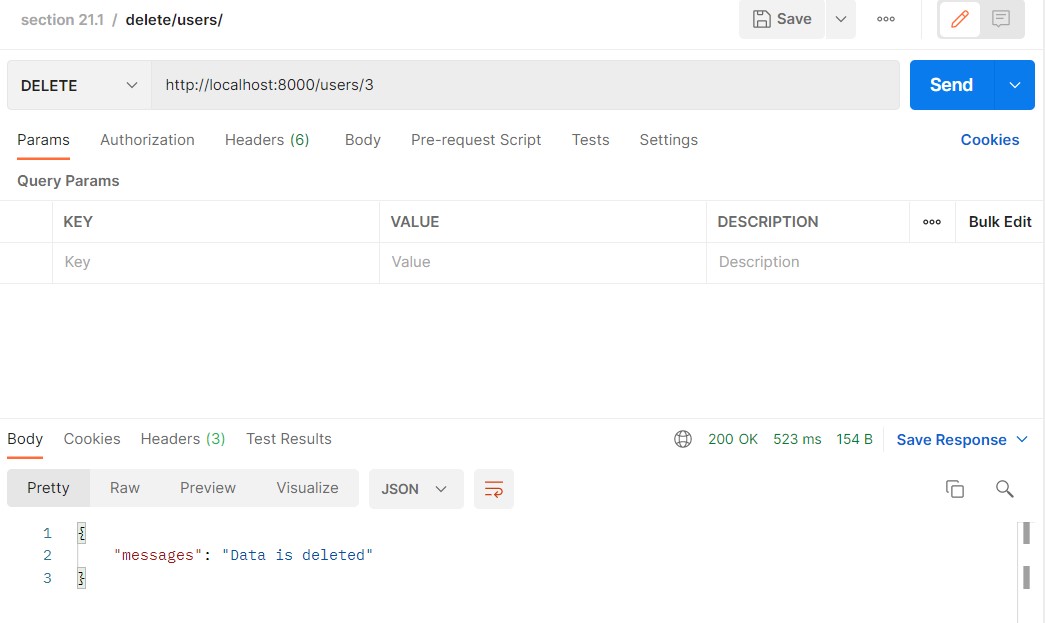 section 21.1 / delete/users/ Save
DELETE http://localhost:8000/users/3 Send
Params Authorization Headers (6) Body Pre-request Script Tests Settings Cookies
Query Params
KEY VALUE DESCRIPTION Bulk Edit
Key Value Description
Body Cookies Headers (3) Test Results 200 OK 523 ms 154 B Save Response
Pretty Raw Preview Visualize JSON
1 {
2 "messages": "Data is deleted"
3 }